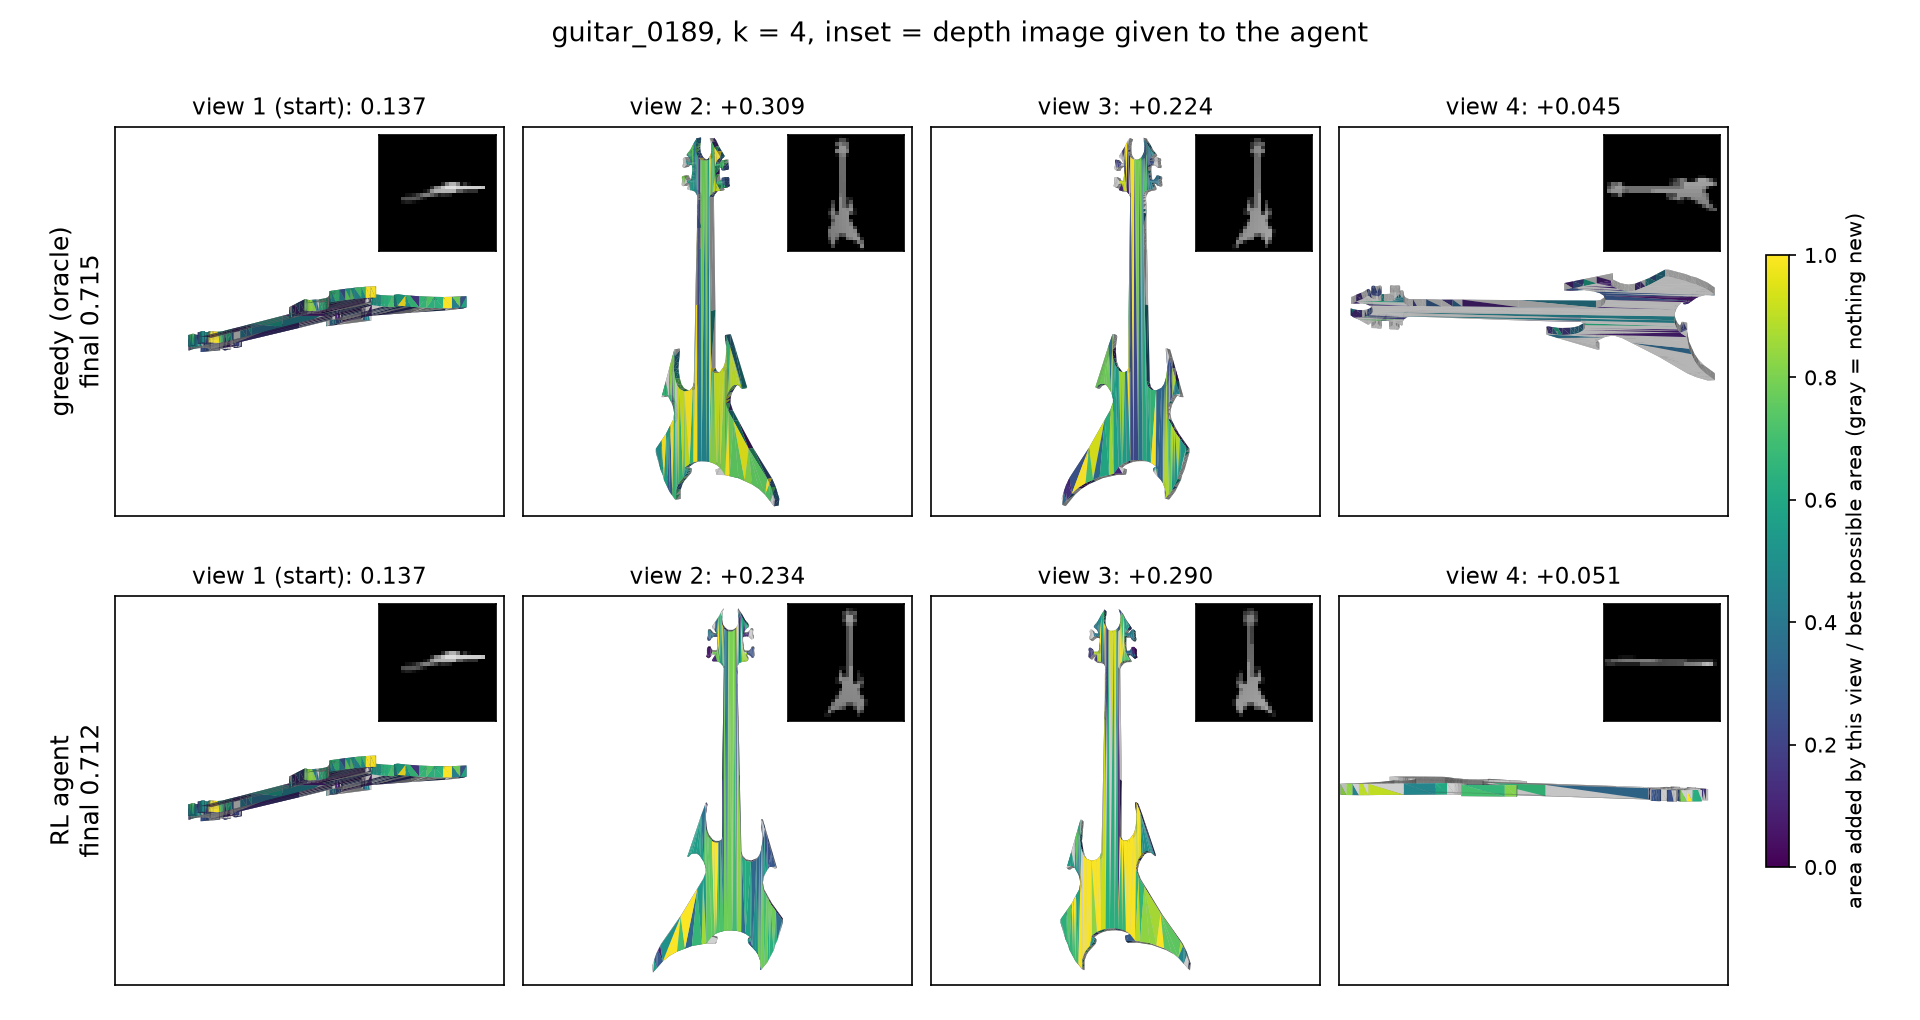 guitar_0189, k = 4, inset = depth image given to the agent
view 1 (start): 0.137
view 2: +0.309
view 3: +0.224
view 4: +0.045
greedy (oracle)
final 0.715
view 1 (start): 0.137
view 2: +0.234
view 3: +0.290
view 4: +0.051
RL agent
final 0.712
1.0
0.8
0.6
0.4
0.2
0.0
area added by this view / best possible area (gray = nothing new)